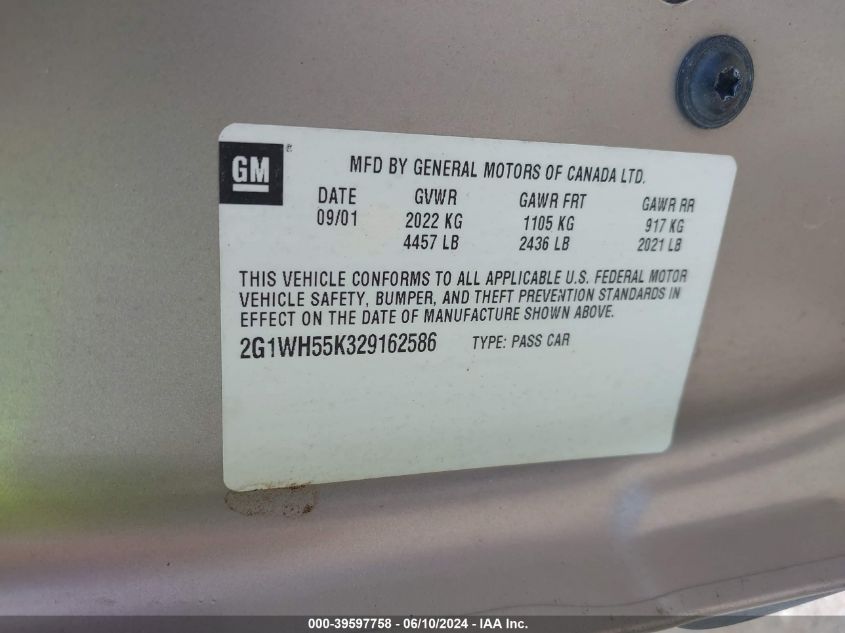 GM
MFD BY GENERAL MOTORS OF CANADA LTD.
DATE GVWR GAWR FRT GAWR RR
09/01 2022 KG 1105 KG 917 KG
4457 LB 2436 LB 2021 LB
THIS VEHICLE CONFORMS TO ALL APPLICABLE U.S. FEDERAL MOTOR
VEHICLE SAFETY, BUMPER, AND THEFT PREVENTION STANDARDS IN
EFFECT ON THE DATE OF MANUFACTURE SHOWN ABOVE.
2G1WH55K329162586 TYPE: PASS CAR
000-39597758 - 06/10/2024 - IAA Inc.